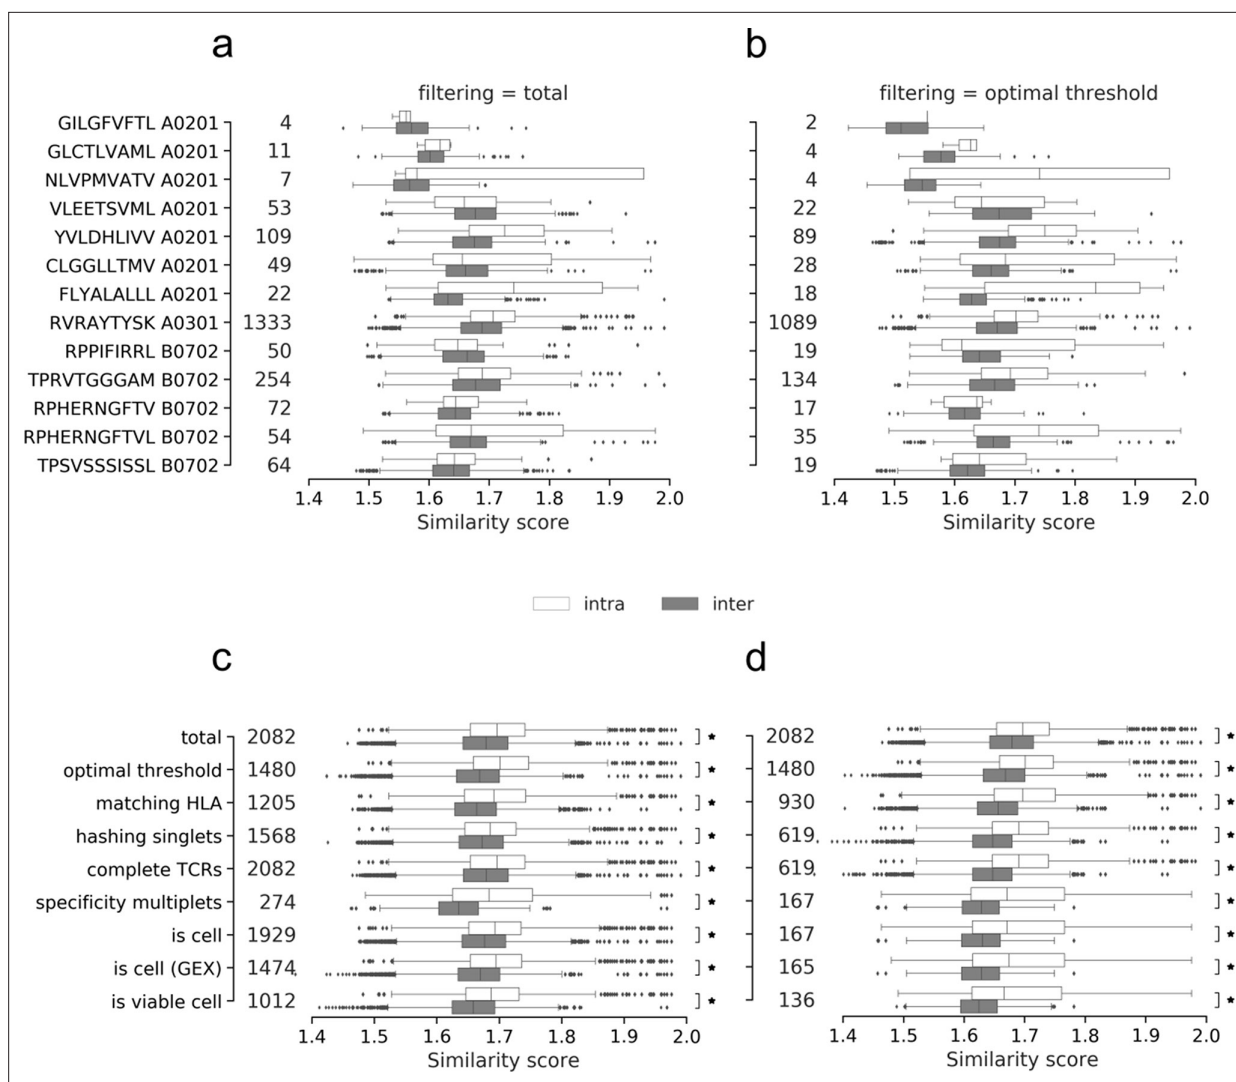 a b
filtering = total filtering = optimal threshold
GILGFVFTL A0201 4 2
GLCTLVAML A0201 11 4
NLVPMVATV A0201 7 4
VLEETSVML A0201 53 22
YVLDHLIVV A0201 109 89
CLGGLLTMV A0201 49 28
FLYALALLL A0201 22 18
RVRAYTYSK A0301 1333 1089
RPPIFIRRL B0702 50 19
TPRVTGGGAM B0702 254 134
RPHERNGFTV B0702 72 17
RPHERNGFTVL B0702 54 35
TPSVSSSISSL B0702 64 19
1.4 1.5 1.6 1.7 1.8 1.9 2.0 1.4 1.5 1.6 1.7 1.8 1.9 2.0
Similarity score Similarity score
intra inter
c d
total 2082 2082
optimal threshold 1480 1480
matching HLA 1205 930
hashing singlets 1568 619
complete TCRs 2082 619
specificity multiplets 274 167
is cell 1929 167
is cell (GEX) 1474 165
is viable cell 1012 136
1.4 1.5 1.6 1.7 1.8 1.9 2.0 1.4 1.5 1.6 1.7 1.8 1.9 2.0
Similarity score Similarity score